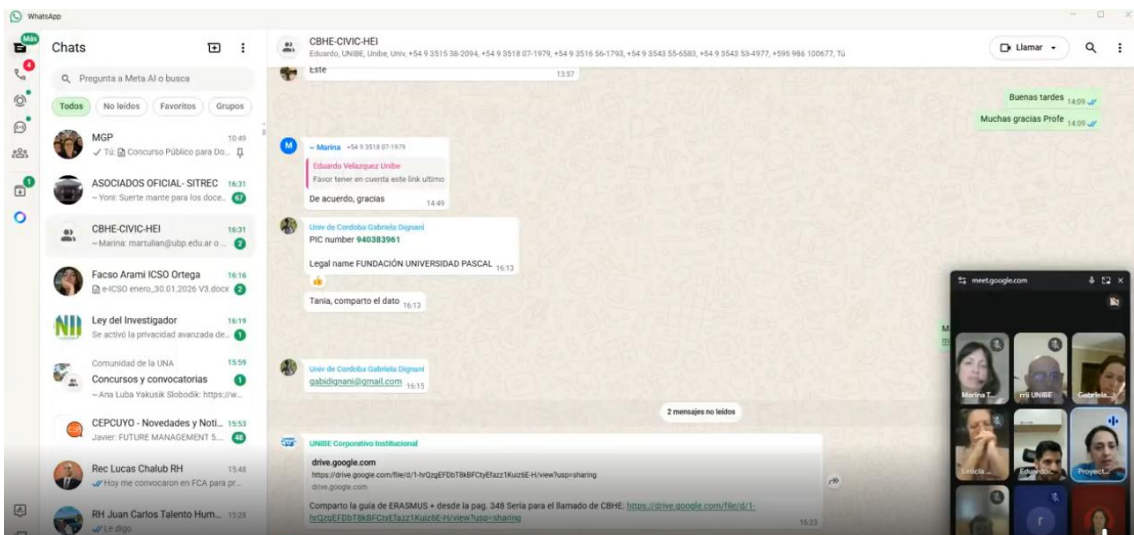 WhatsApp
Más
4
1
Chats
Pregunta a Meta AI o busca
Todos
No leídos
Favoritos
Grupos
MGP
10:49
Tú: Concurso Público para Do...
ASOCIADOS OFICIAL- SITREC
16:31
~ Yoni: Suerte mante para los doce...
67
CBHE-CIVIC-HEI
16:31
~ Marina: martulian@ubp.edu.ar o ...
2
Facso Arami ICSO Ortega
16:16
e-ICSO enero_30.01.2026 V3.docx
2
Ley del Investigador
16:19
Se activó la privacidad avanzada de...
1
Comunidad de la UNA
15:59
Concursos y convocatorias
1
~ Ana Luba Yakusik Slobodik: https://w...
CEPCUYO - Novedades y Noti...
15:53
Javier: FUTURE MANAGEMENT 5...
48
Rec Lucas Chalub RH
15:48
Hoy me convocaron en FCA para pr...
RH Juan Carlos Talento Hum...
15:28
Le digo
CBHE-CIVIC-HEI
Eduardo, UNIBE, Unibe, Univ, +54 9 3515 38-2094, +54 9 3518 07-1979, +54 9 3516 56-1793, +54 9 3543 55-6583, +54 9 3543 53-4977, +595 986 100677, Tú
Llamar
Este
13:57
Buenas tardes
14:09
Muchas gracias Profe
14:09
M
~ Marina +54 9 3518 07-1979
Eduardo Velazquez Unibe
Favor tener en cuenta este link ultimo
De acuerdo, gracias
14:49
Univ de Cordoba Gabriela Dignani
PIC number 940383961
Legal name FUNDACIÓN UNIVERSIDAD PASCAL
16:13
Tania, comparto el dato
16:13
Univ de Cordoba Gabriela Dignani
gabidignani@gmail.com
16:15
2 mensajes no leídos
UNIBE Corporativo Institucional
drive.google.com
https://drive.google.com/file/d/1-hrQzgEFDbT8kBFCtyEfazz1Kuiz6E-H/view?usp=sharing
drive.google.com
Comparto la guia de ERASMUS + desde la pag. 348 Seria para el llamado de CBHE: https://drive.google.com/file/d/1-
hrQzgEFDbT8kBFCtyEfazz1Kuiz6E-H/view?usp=sharing
16:23
meet.google.com
Marina T...
rrii UNIBE
Gabriela...
Leticia ...
Eduardo...
Proyect...
r